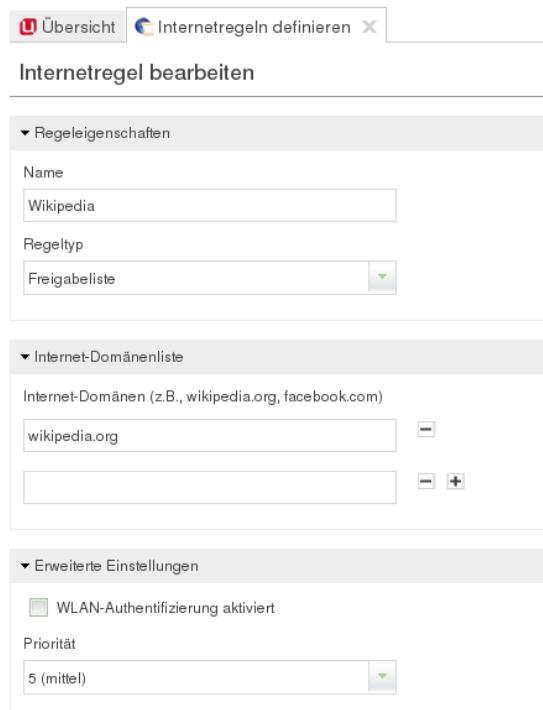 Übersicht Internetregeln definieren
Internetregel bearbeiten
Regeleigenschaften
Name
Wikipedia
Regeltyp
Freigabeliste
Internet-Domänenliste
Internet-Domänen (z.B., wikipedia.org, facebook.com)
wikipedia.org
Erweiterte Einstellungen
WLAN-Authentifizierung aktiviert
Priorität
5 (mittel)